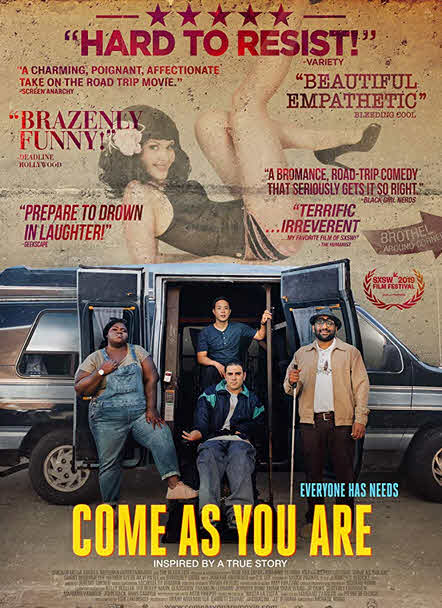 "HARD TO RESIST!"
-VARIETY
"A CHARMING, POIGNANT, AFFECTIONATE
TAKE ON THE ROAD TRIP MOVIE."
-SCREEN ANARCHY
"BEAUTIFUL
EMPATHETIC"
BLEEDING COOL
"BRAZENLY
FUNNY!"
DEADLINE
HOLLYWOOD
"A BROMANCE, ROAD-TRIP COMEDY
THAT SERIOUSLY GETS IT SO RIGHT."
-BLACK GIRL NERDS
"PREPARE TO DROWN
IN LAUGHTER!"
-GEEKSCAPE
"TERRIFIC
...IRREVERENT
MY FAVORITE FILM OF SXSW!"
-THE HUMANIST
BROTHEL
AROUND
SXSW 2019
FILM FESTIVAL
EVERYONE HAS NEEDS
COME AS YOU ARE
INSPIRED BY A TRUE STORY